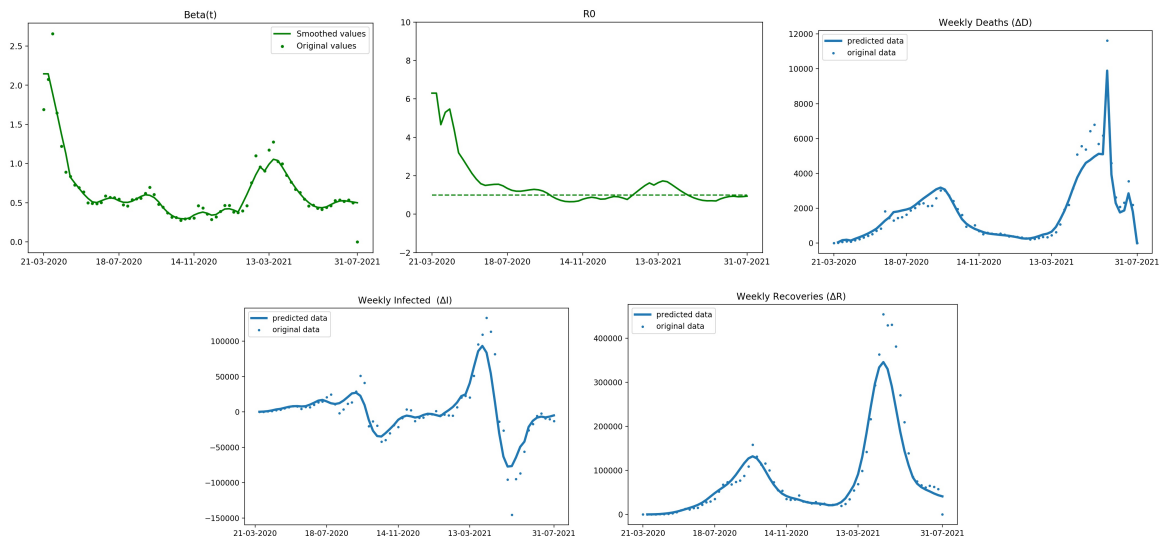 Beta(t)
Smoothed values
Original values
2.5
2.0
1.5
1.0
0.5
0.0
21-03-2020 18-07-2020 14-11-2020 13-03-2021 31-07-2021
R0
10
8
6
4
2
0
−2
21-03-2020 18-07-2020 14-11-2020 13-03-2021 31-07-2021
Weekly Deaths (ΔD)
predicted data
original data
12000
10000
8000
6000
4000
2000
0
21-03-2020 18-07-2020 14-11-2020 13-03-2021 31-07-2021
Weekly Infected (ΔI)
predicted data
original data
100000
50000
0
−50000
−100000
−150000
21-03-2020 18-07-2020 14-11-2020 13-03-2021 31-07-2021
Weekly Recoveries (ΔR)
predicted data
original data
400000
300000
200000
100000
0
21-03-2020 18-07-2020 14-11-2020 13-03-2021 31-07-2021